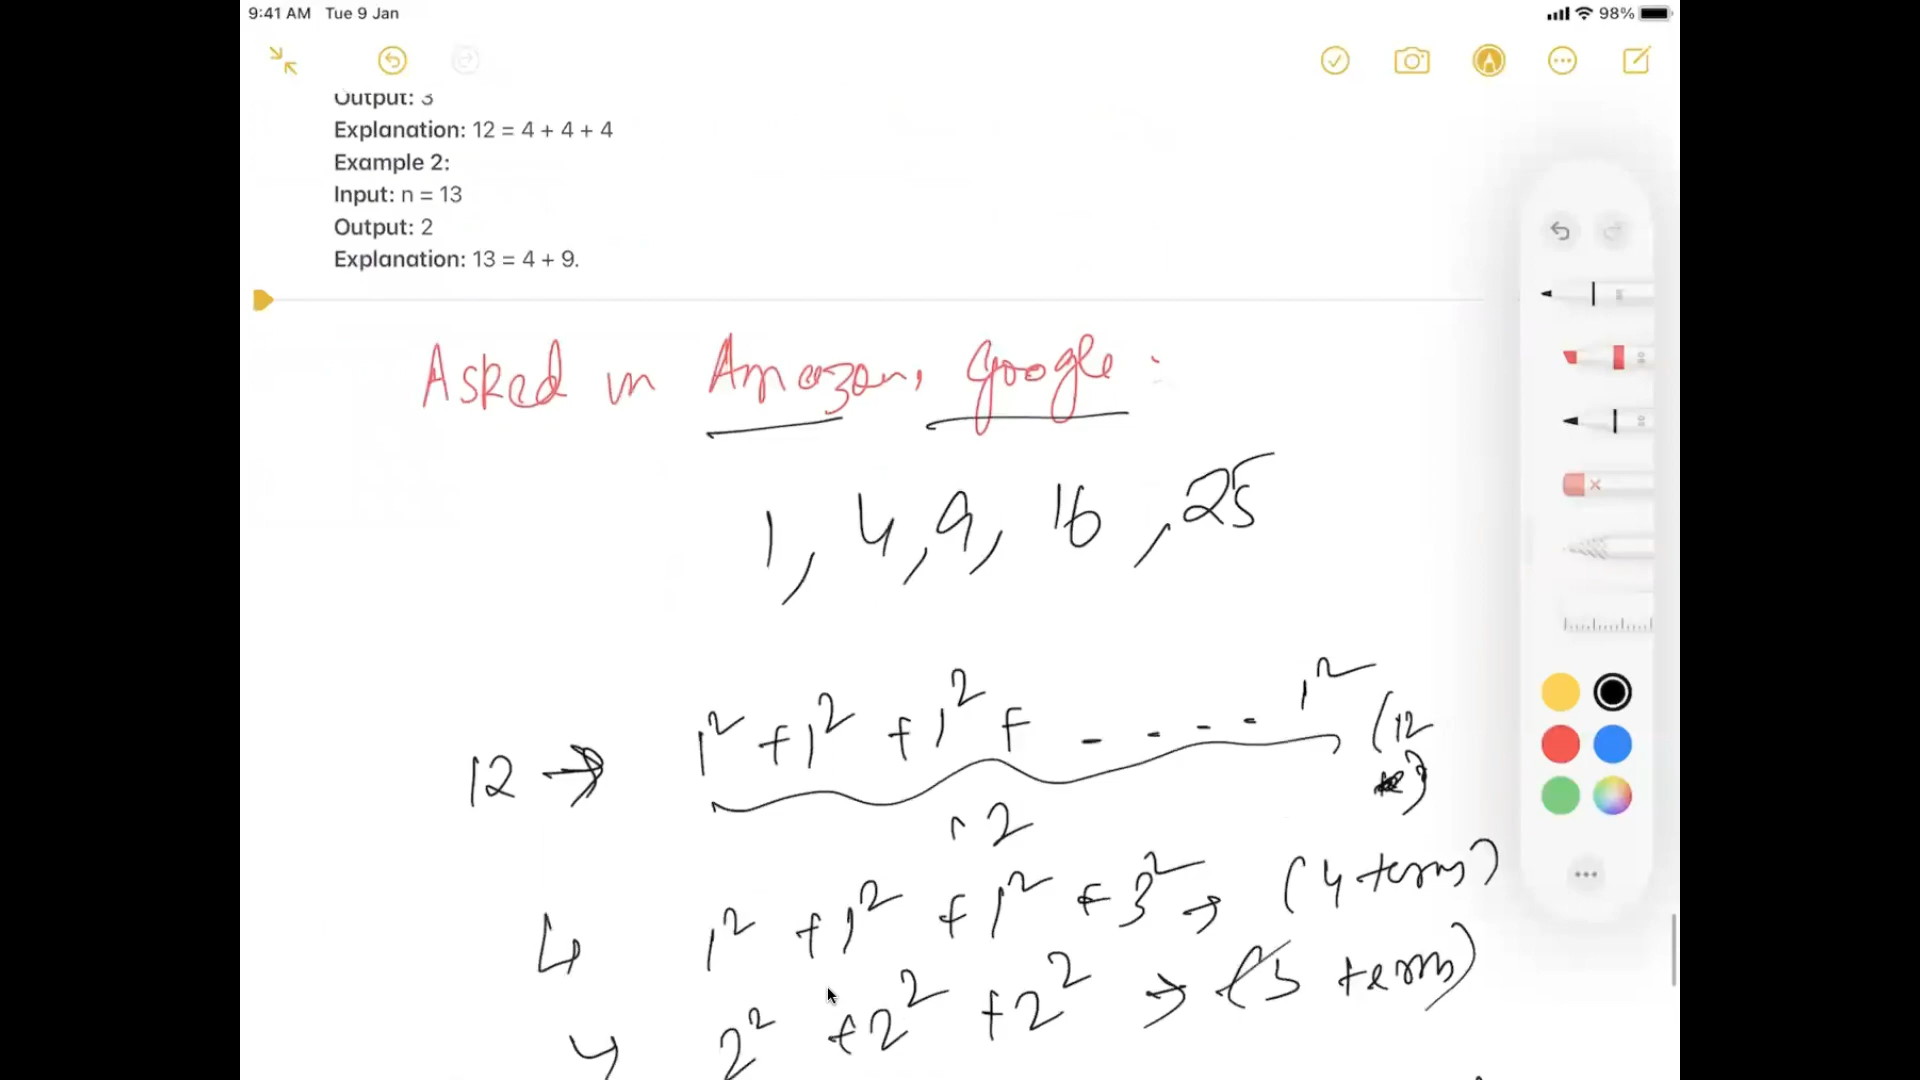 9:41 AM Tue 9 Jan 98%
Output: 3
Explanation: 12 = 4 + 4 + 4
Example 2:
Input: n = 13
Output: 2
Explanation: 13 = 4 + 9.
Asked in Amazon, Google:
1, 4, 9, 16, 25
12 → 1² + 1² + 1² + - - - - 1² (12
12
1² + 1² + 1² + 3² → (4 terms)
2² + 2² + 2² → (3 terms)